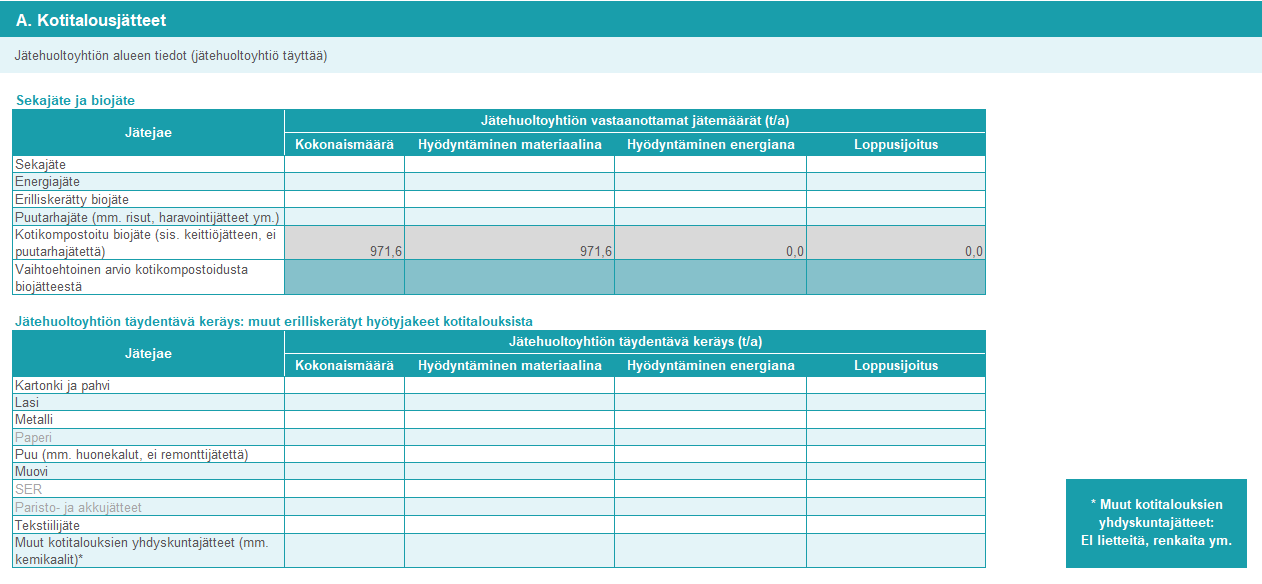 A. Kotitalousjätteet
Jätehuoltoyhtiön alueen tiedot (jätehuoltoyhtiö täyttää)
Sekajäte ja biojäte
Jätejae
Jätehuoltoyhtiön vastaanottamat jätemäärät (t/a)
Kokonaismäärä Hyödyntäminen materiaalina Hyödyntäminen energiana Loppusijoitus
Sekajäte
Energiajäte
Erilliskerätty biojäte
Puutarhajäte (mm. risut, haravointijätteet ym.)
Kotikompostoitu biojäte (sis. keittiöjätteen, ei
puutarhajätettä) 971,6 971,6 0,0 0,0
Vaihtoehtoinen arvio kotikompostoidusta
biojätteestä
Jätehuoltoyhtiön täydentävä keräys: muut erilliskerätyt hyötyjakeet kotitalouksista
Jätejae
Jätehuoltoyhtiön täydentävä keräys (t/a)
Kokonaismäärä Hyödyntäminen materiaalina Hyödyntäminen energiana Loppusijoitus
Kartonki ja pahvi
Lasi
Metalli
Paperi
Puu (mm. huonekalut, ei remonttijätettä)
Muovi
SER
Paristo- ja akkujätteet
Tekstiilijäte
Muut kotitalouksien yhdyskuntajätteet (mm.
kemikaalit)*
* Muut kotitalouksien
yhdyskuntajätteet:
EI lietteitä, renkaita ym.